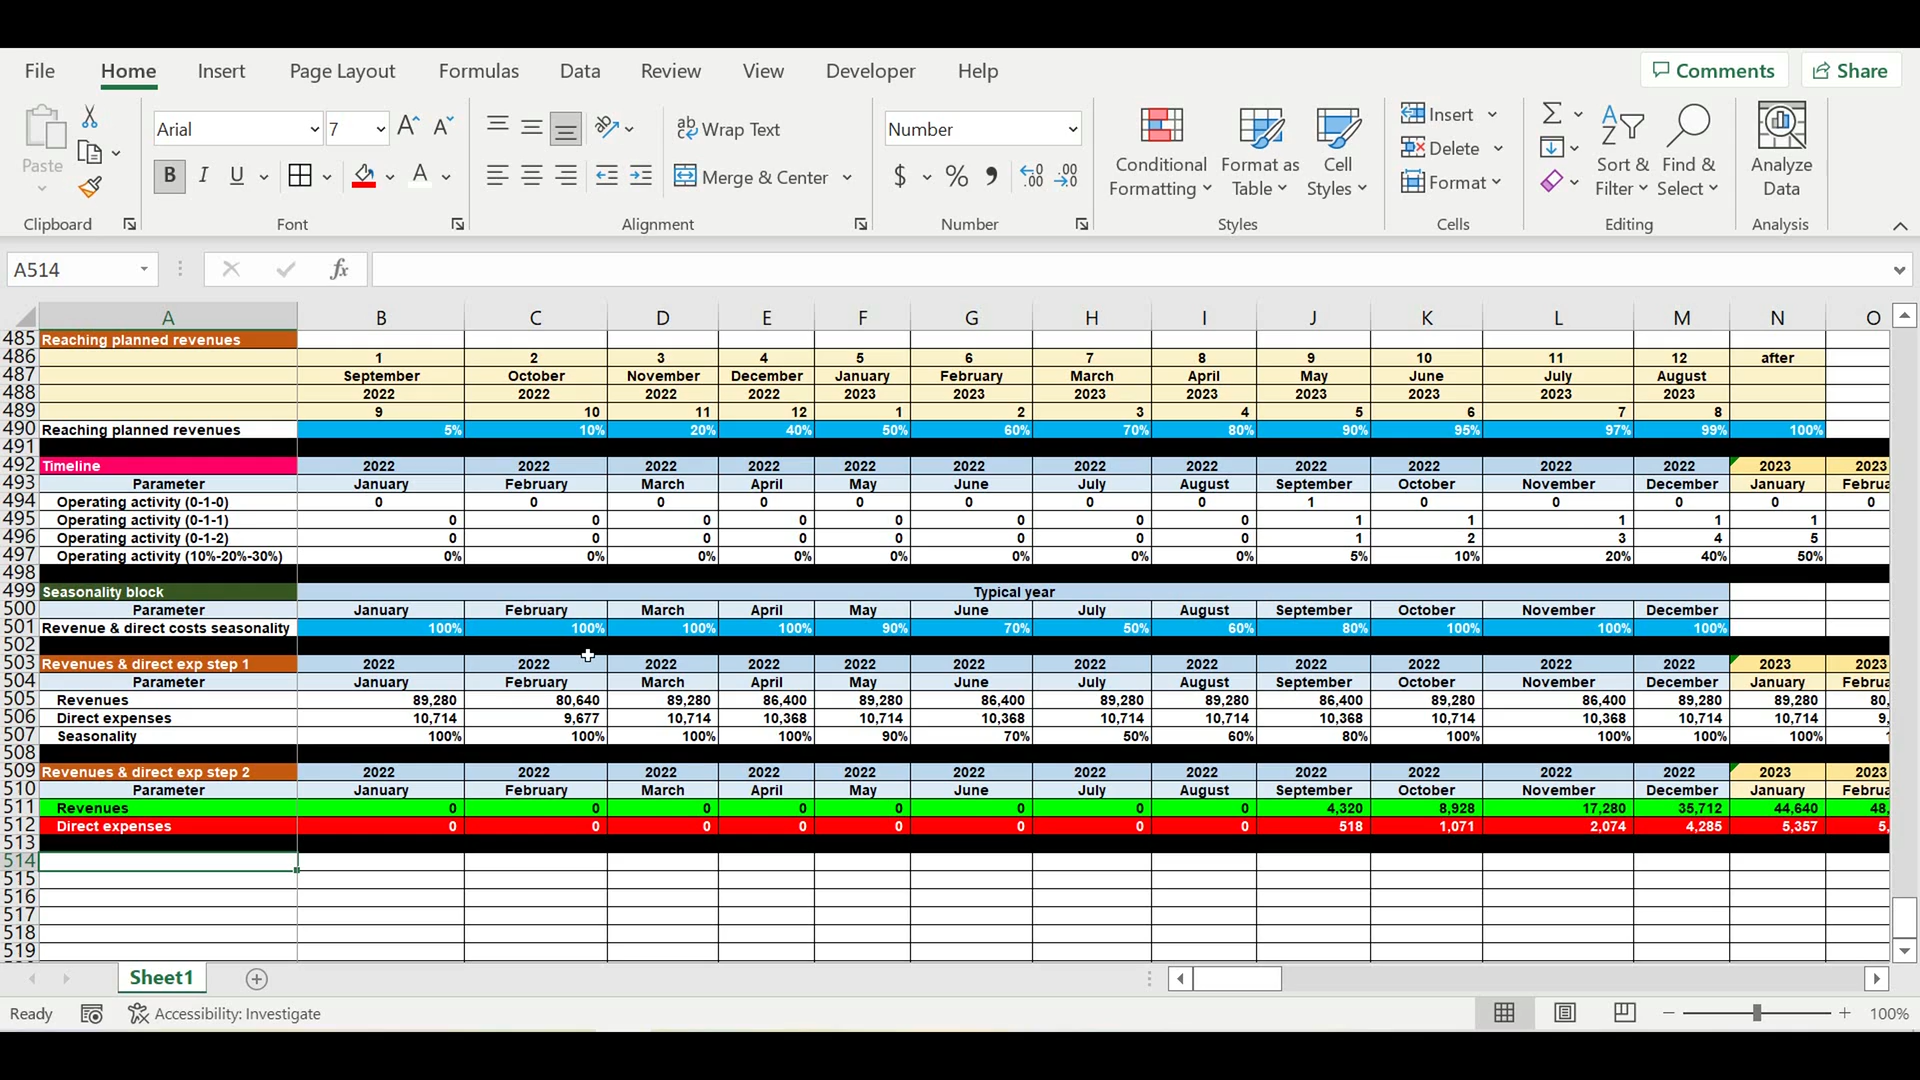 File Home Insert Page Layout Formulas Data Review View Developer Help Comments Share
Paste
Clipboard
Arial 7
B I U A
Font
ab Wrap Text
Merge & Center
Alignment
Number
$ % 9 .00 .00
Number
Conditional Formatting
Format as Table
Cell Styles
Styles
Insert
Delete
Format
Cells
Sort & Filter
Find & Select
Editing
Analyze Data
Analysis
A514 fx
A B C D E F G H I J K L M N O
485 Reaching planned revenues
486 1 2 3 4 5 6 7 8 9 10 11 12 after
487 September October November December January February March April May June July August
488 2022 2022 2022 2022 2023 2023 2023 2023 2023 2023 2023 2023
489 9 10 11 12 1 2 3 4 5 6 7 8
490 Reaching planned revenues 5% 10% 20% 40% 50% 60% 70% 80% 90% 95% 97% 99% 100%
491
492 Timeline 2022 2022 2022 2022 2022 2022 2022 2022 2022 2022 2022 2022 2023 2023
493 Parameter January February March April May June July August September October November December January Februa
494 Operating activity (0-1-0) 0 0 0 0 0 0 0 0 1 0 0 0 0 0
495 Operating activity (0-1-1) 0 0 0 0 0 0 0 0 1 1 1 1 1
496 Operating activity (0-1-2) 0 0 0 0 0 0 0 0 1 2 3 4 5
497 Operating activity (10%-20%-30%) 0% 0% 0% 0% 0% 0% 0% 0% 5% 10% 20% 40% 50%
498
499 Seasonality block Typical year
500 Parameter January February March April May June July August September October November December
501 Revenue & direct costs seasonality 100% 100% 100% 100% 90% 70% 50% 60% 80% 100% 100% 100%
502
503 Revenues & direct exp step 1 2022 2022 2022 2022 2022 2022 2022 2022 2022 2022 2022 2022 2023 2023
504 Parameter January February March April May June July August September October November December January Februa
505 Revenues 89,280 80,640 89,280 86,400 89,280 86,400 89,280 89,280 86,400 89,280 86,400 89,280 89,280 80,
506 Direct expenses 10,714 9,677 10,714 10,368 10,714 10,368 10,714 10,714 10,368 10,714 10,368 10,714 10,714 9,
507 Seasonality 100% 100% 100% 100% 90% 70% 50% 60% 80% 100% 100% 100% 100%
508
509 Revenues & direct exp step 2 2022 2022 2022 2022 2022 2022 2022 2022 2022 2022 2022 2022 2023 2023
510 Parameter January February March April May June July August September October November December January Februa
511 Revenues 0 0 0 0 0 0 0 0 4,320 8,928 17,280 35,712 44,640 48,
512 Direct expenses 0 0 0 0 0 0 0 0 518 1,071 2,074 4,285 5,357 5,
513
514
515
516
517
518
519
Sheet1
Ready Accessibility: Investigate 100%